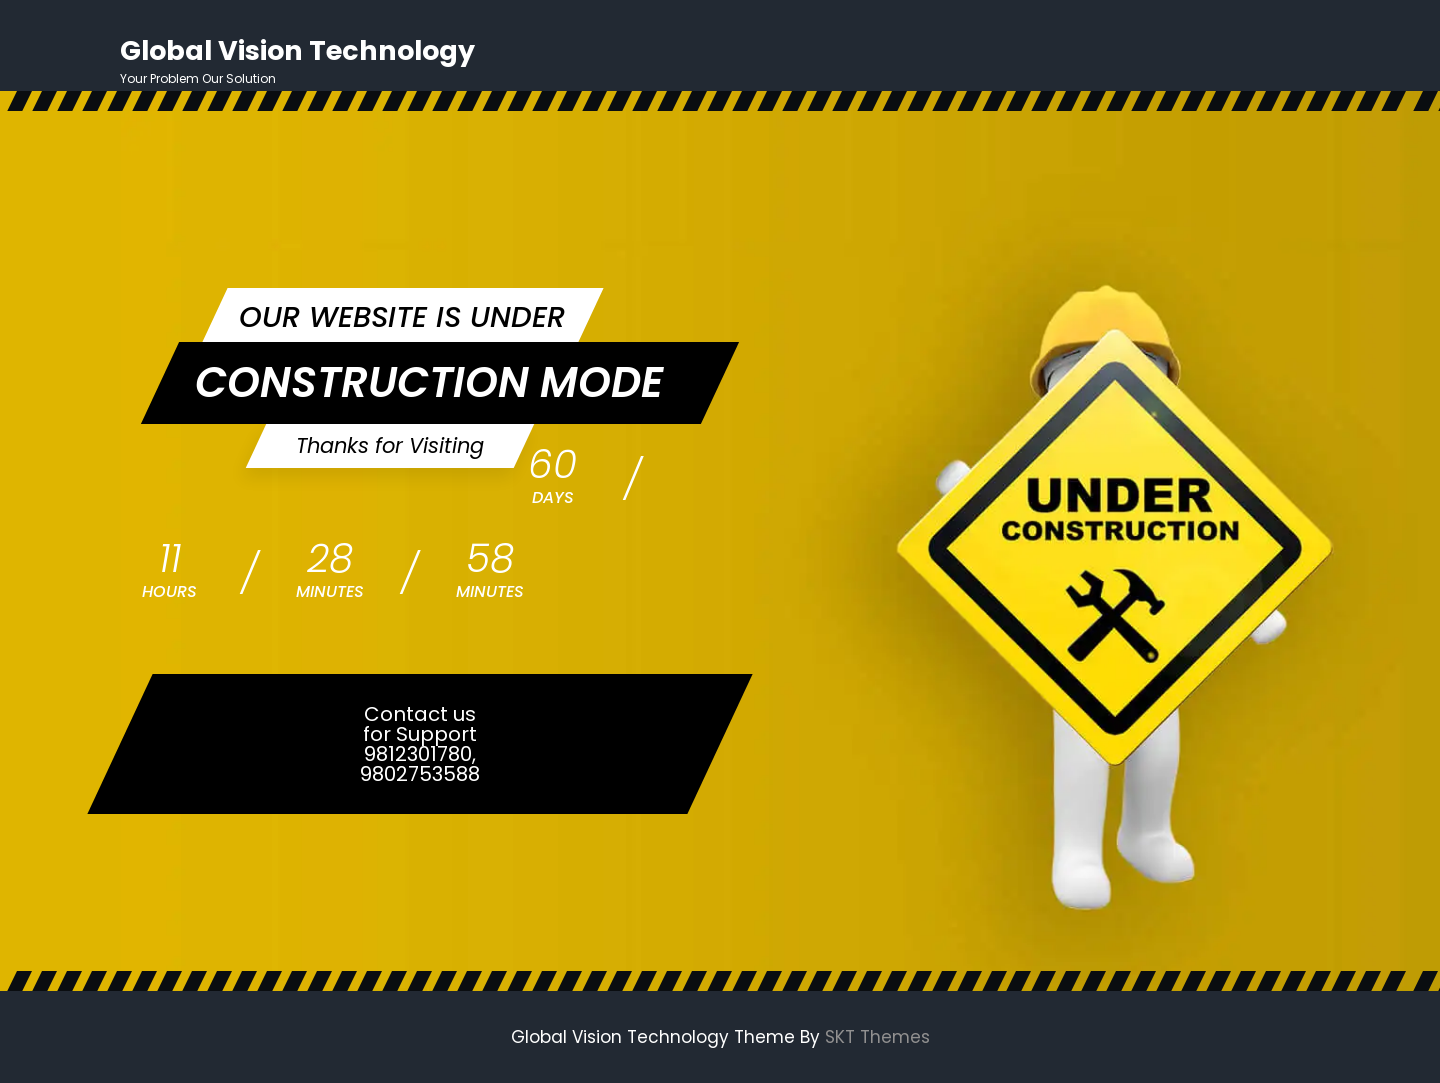 Global Vision Technology
Your Problem Our Solution
OUR WEBSITE IS UNDER
CONSTRUCTION MODE
Thanks for Visiting
60
DAYS
/
11
HOURS
/
28
MINUTES
/
58
MINUTES
Contact us
for Support
9812301780,
9802753588
UNDER
CONSTRUCTION
Global Vision Technology Theme By SKT Themes